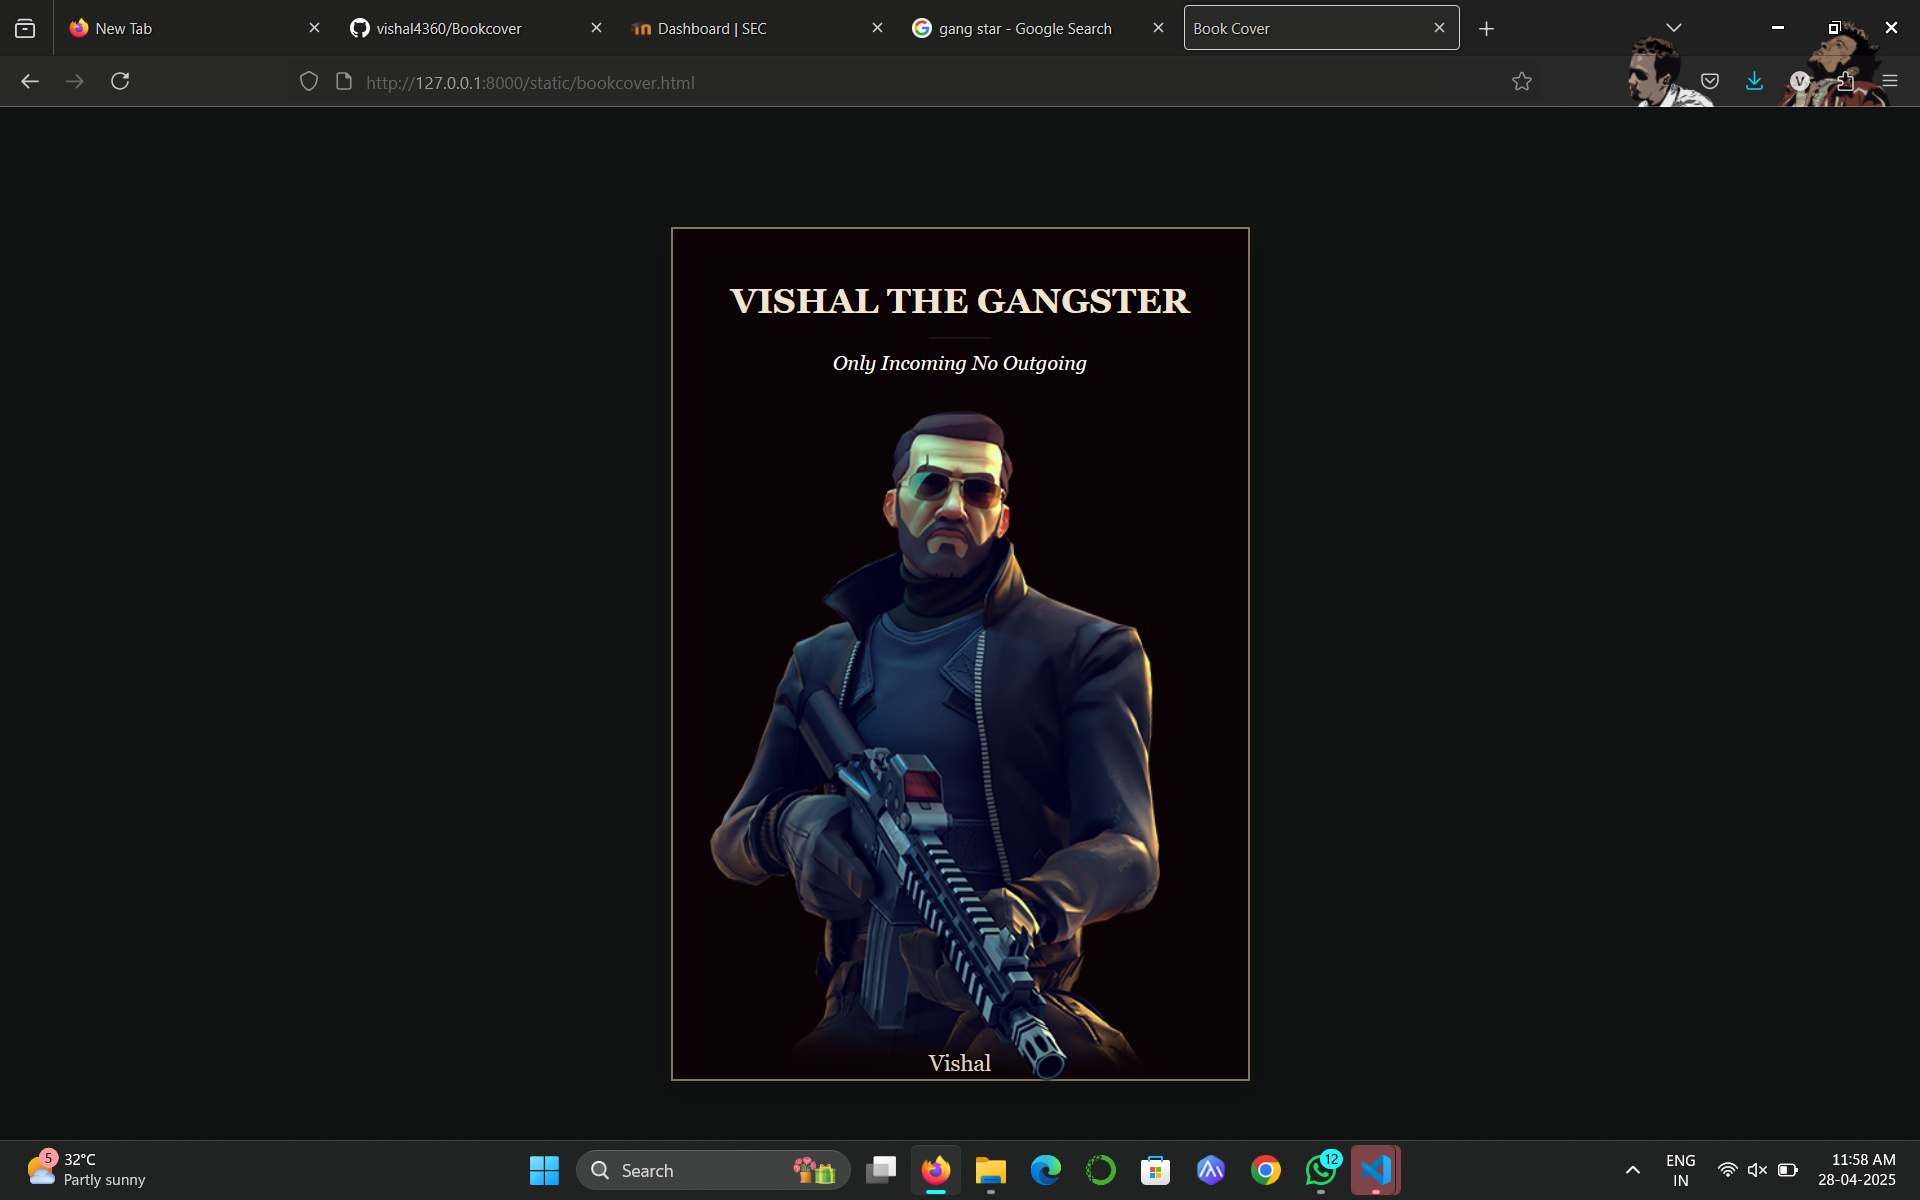 New Tab
vishal4360/Bookcover
Dashboard | SEC
gang star - Google Search
Book Cover
http://127.0.0.1:8000/static/bookcover.html
V
VISHAL THE GANGSTER
Only Incoming No Outgoing
Vishal
5
32°C
Partly sunny
Search
12
ENG
IN
11:58 AM
28-04-2025